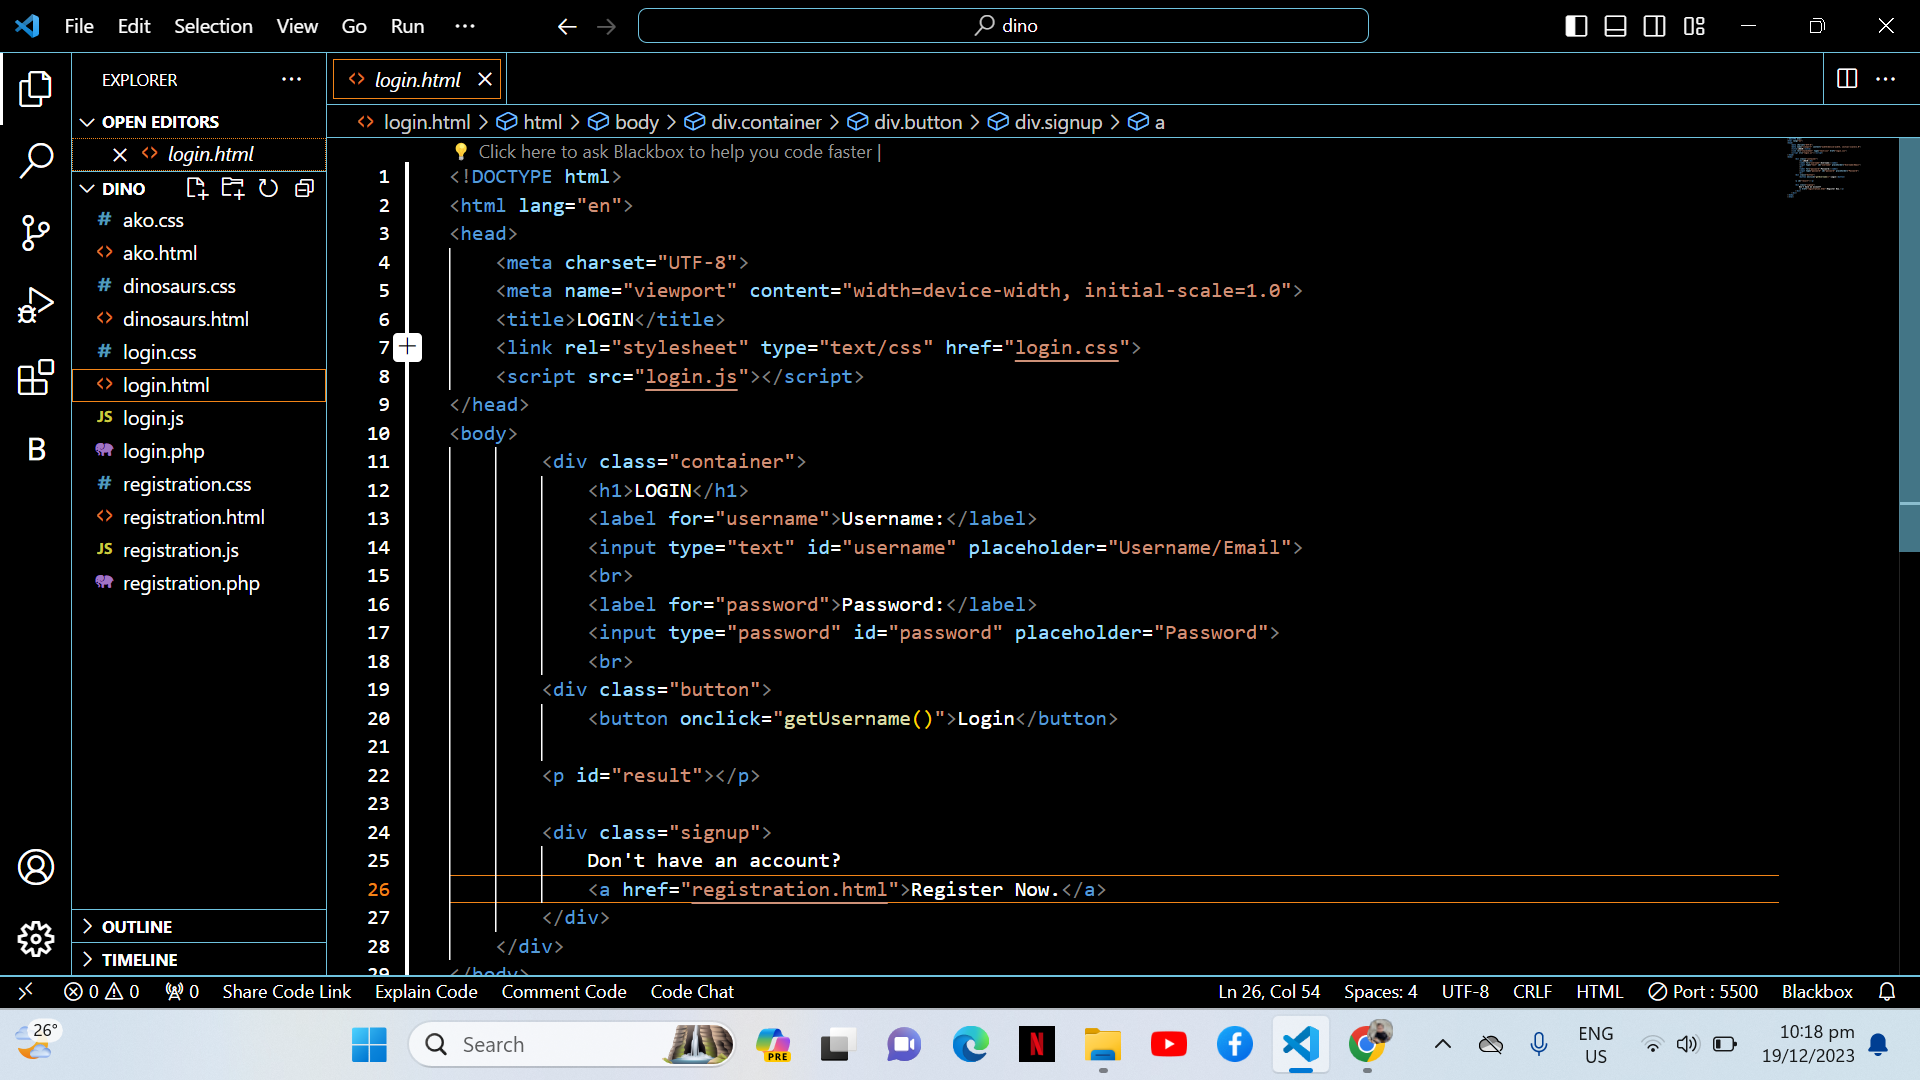 File Edit Selection View Go Run ···
dino
EXPLORER
OPEN EDITORS
login.html
DINO
ako.css
ako.html
dinosaurs.css
dinosaurs.html
login.css
login.html
JS login.js
login.php
registration.css
registration.html
JS registration.js
registration.php
OUTLINE
TIMELINE
B
login.html
login.html > html > body > div.container > div.button > div.signup > a
Click here to ask Blackbox to help you code faster |
1 <!DOCTYPE html>
2 <html lang="en">
3 <head>
4 <meta charset="UTF-8">
5 <meta name="viewport" content="width=device-width, initial-scale=1.0">
6 <title>LOGIN</title>
7 <link rel="stylesheet" type="text/css" href="login.css">
8 <script src="login.js"></script>
9 </head>
10 <body>
11 <div class="container">
12 <h1>LOGIN</h1>
13 <label for="username">Username:</label>
14 <input type="text" id="username" placeholder="Username/Email">
15 <br>
16 <label for="password">Password:</label>
17 <input type="password" id="password" placeholder="Password">
18 <br>
19 <div class="button">
20 <button onclick="getUsername()">Login</button>
21
22 <p id="result"></p>
23
24 <div class="signup">
25 Don't have an account?
26 <a href="registration.html">Register Now.</a>
27 </div>
28 </div>
29 </body>
0 0 0 Share Code Link Explain Code Comment Code Code Chat Ln 26, Col 54 Spaces: 4 UTF-8 CRLF HTML Port : 5500 Blackbox
26° Search PRE N ENG US 10:18 pm
19/12/2023